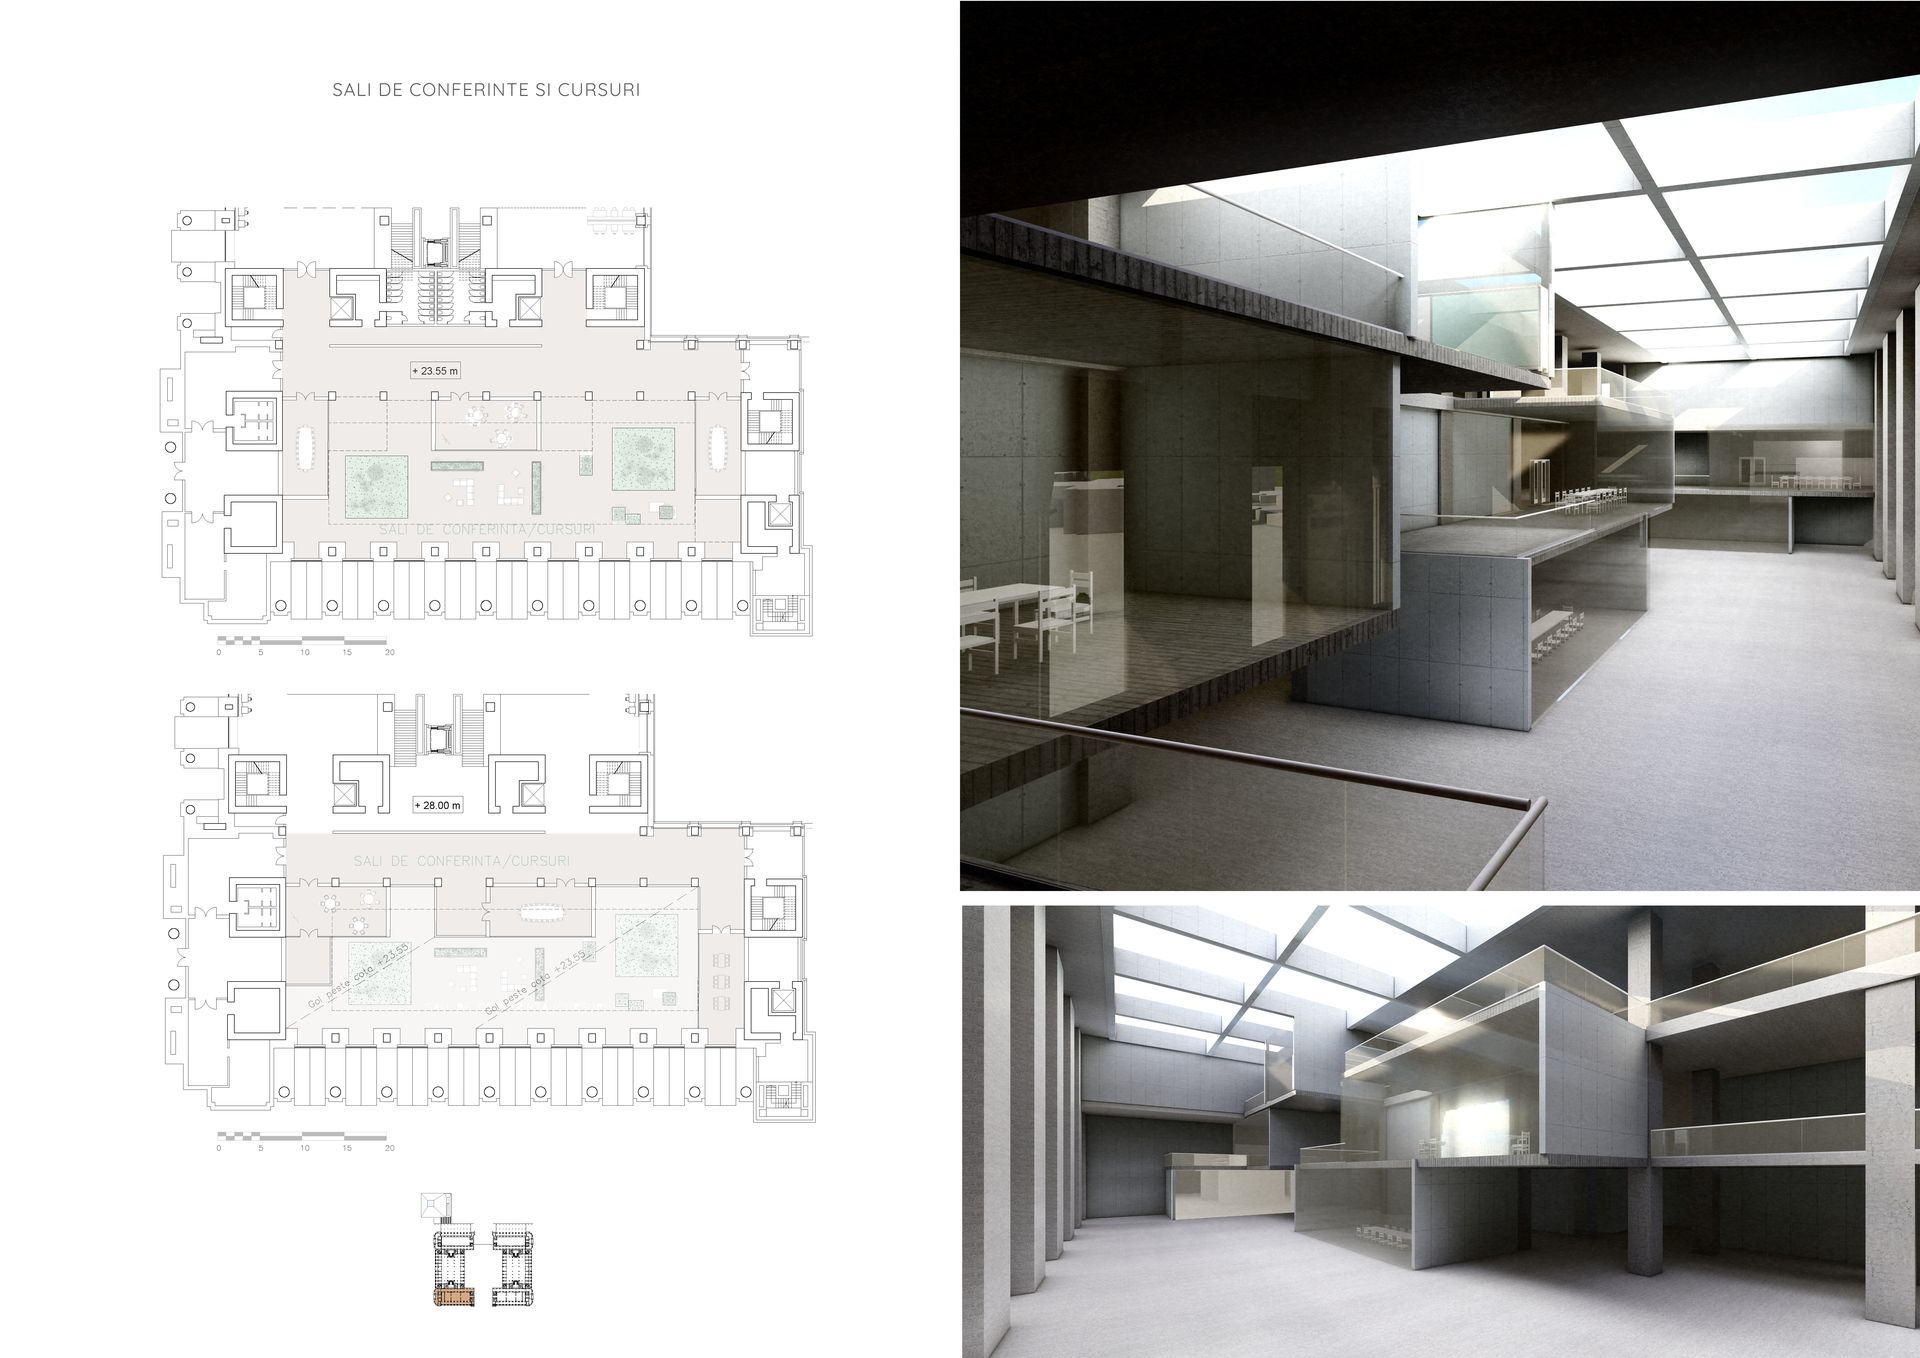 SALI DE CONFERINTE SI CURSURI
+ 23.55 m
SALI DE CONFERINTA/CURSURI
0 5 10 15 20
+ 28.00 m
SALI DE CONFERINTA/CURSURI
Gol peste cota +23.55
Gol peste cota +23.55
0 5 10 15 20